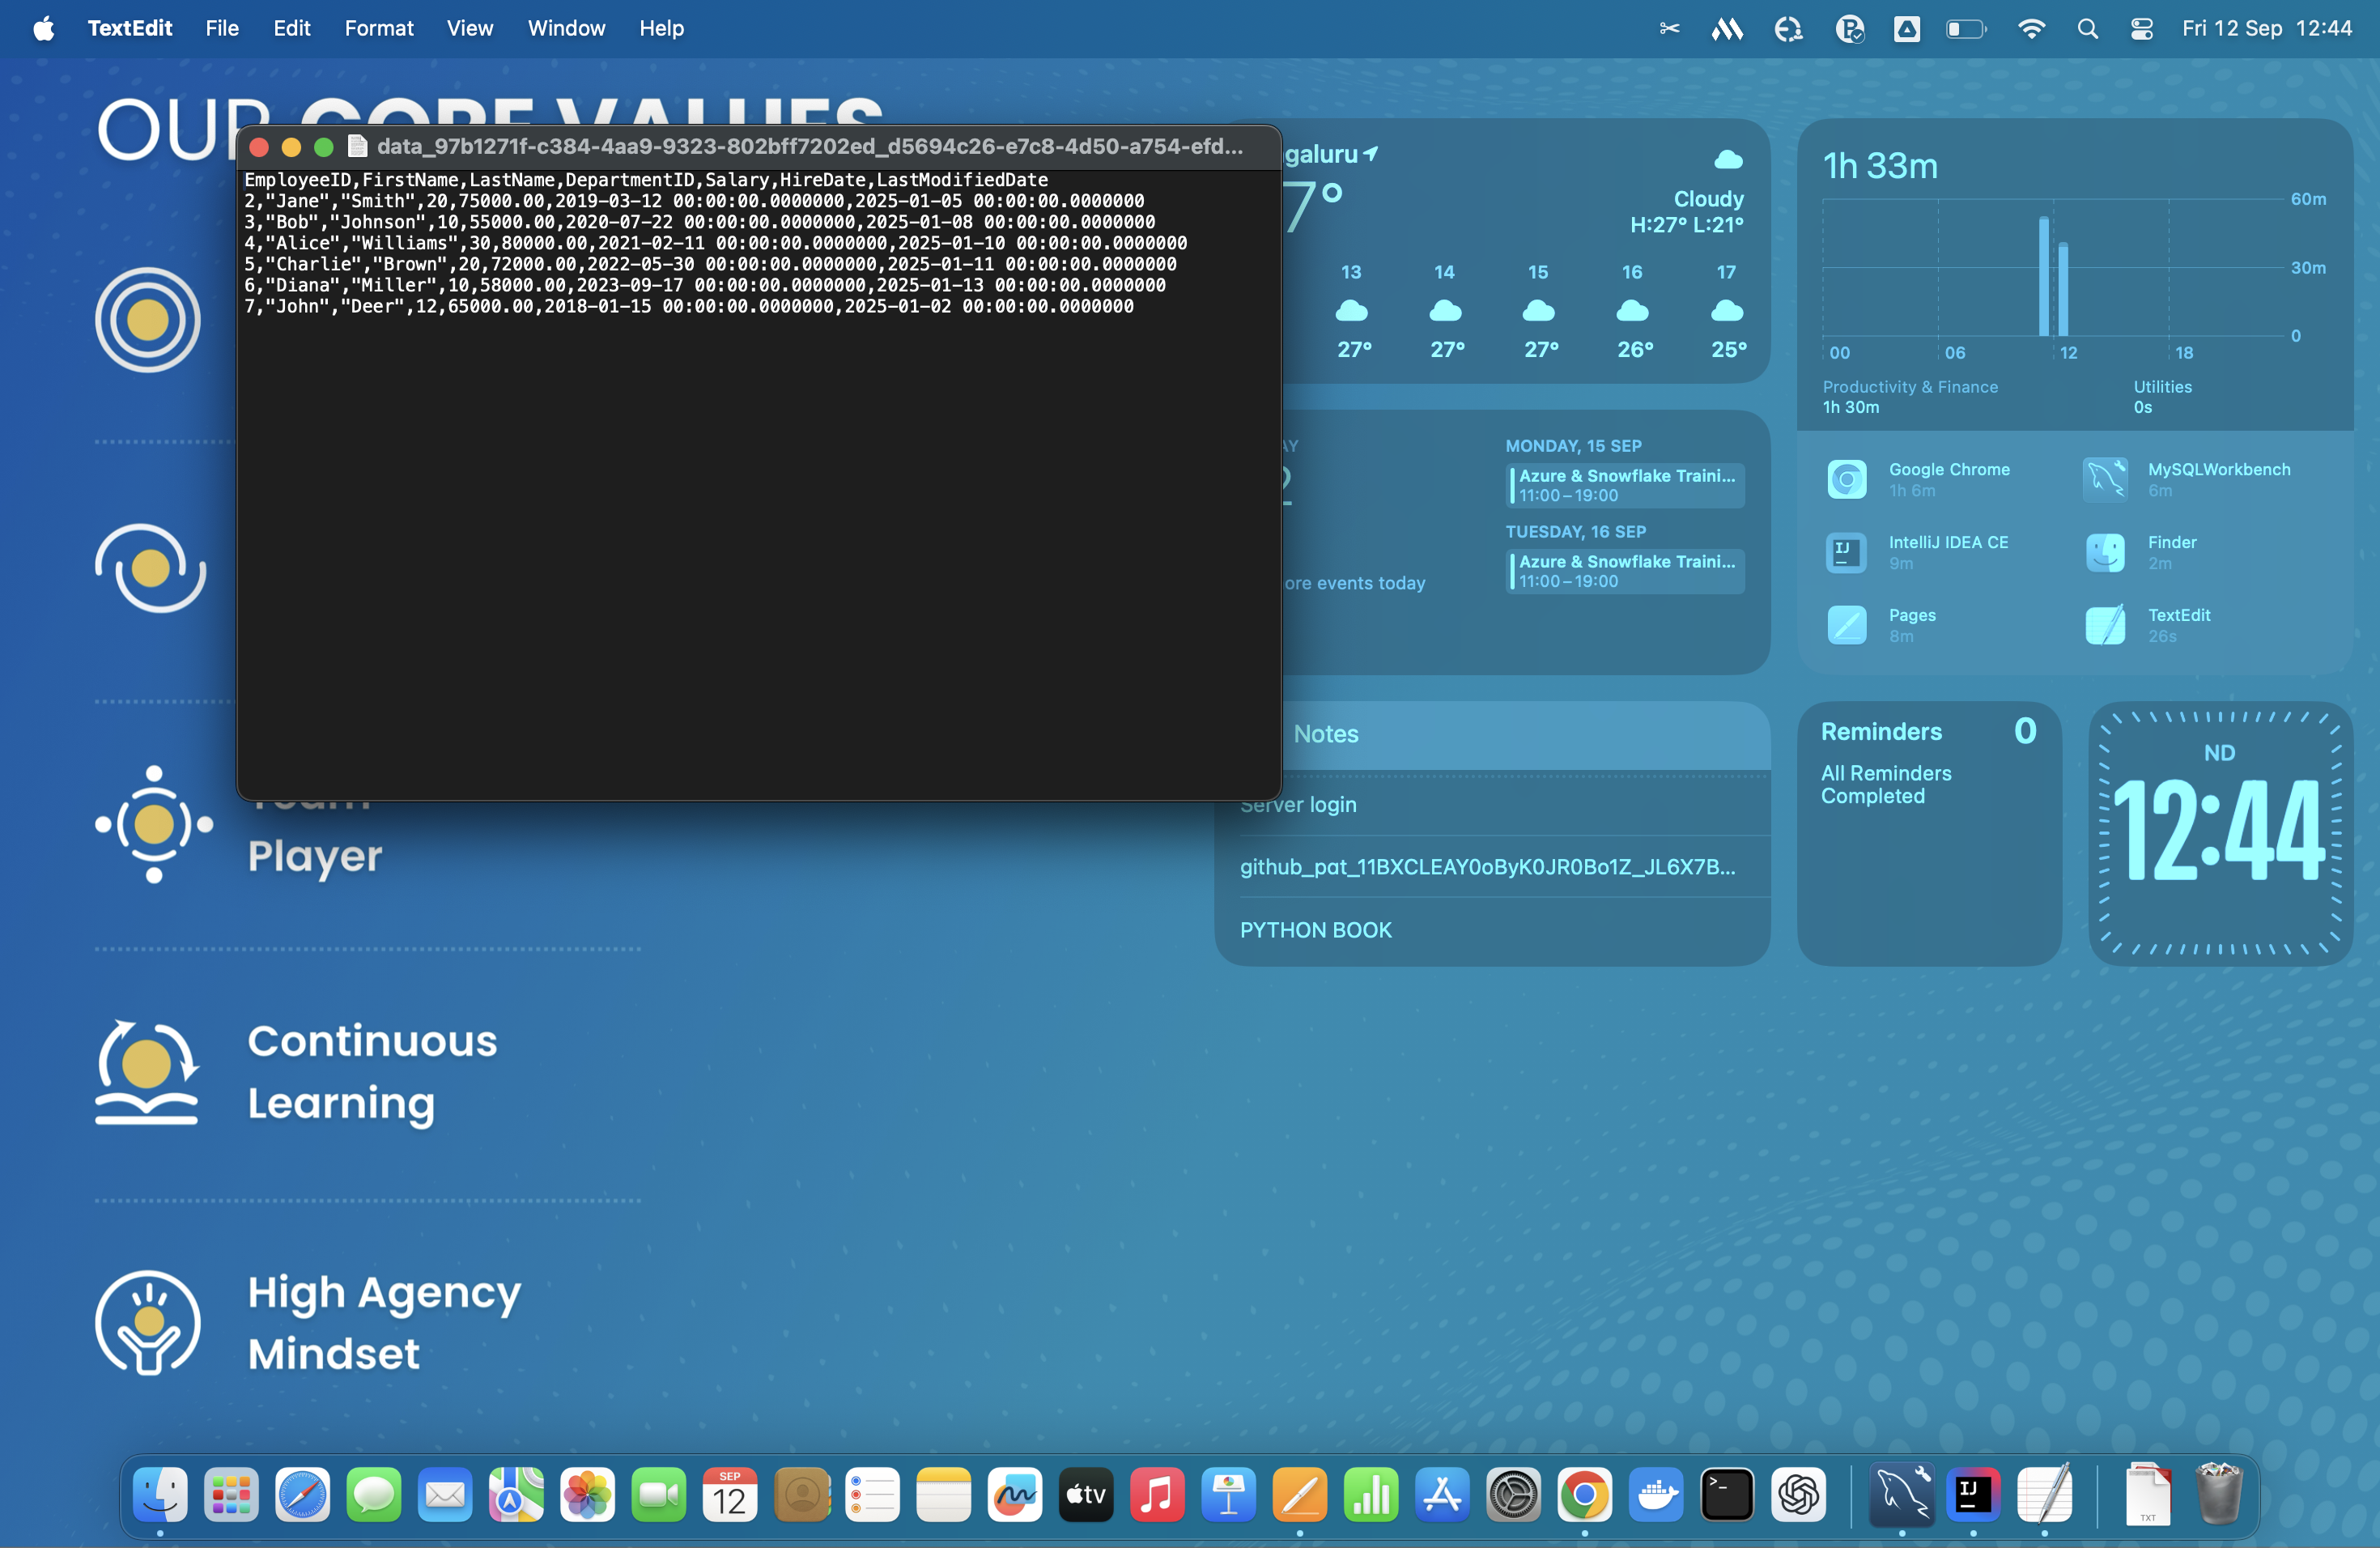 TextEdit File Edit Format View Window Help
Fri 12 Sep 12:44
OUR CORE VALUES
data_97b1271f-c384-4aa9-9323-802bff7202ed_d5694c26-e7c8-4d50-a754-efd...
EmployeeID,FirstName,LastName,DepartmentID,Salary,HireDate,LastModifiedDate
2,"Jane","Smith",20,75000.00,2019-03-12 00:00:00.0000000,2025-01-05 00:00:00.0000000
3,"Bob","Johnson",10,55000.00,2020-07-22 00:00:00.0000000,2025-01-08 00:00:00.0000000
4,"Alice","Williams",30,80000.00,2021-02-11 00:00:00.0000000,2025-01-10 00:00:00.0000000
5,"Charlie","Brown",20,72000.00,2022-05-30 00:00:00.0000000,2025-01-11 00:00:00.0000000
6,"Diana","Miller",10,58000.00,2023-09-17 00:00:00.0000000,2025-01-13 00:00:00.0000000
7,"John","Deer",12,65000.00,2018-01-15 00:00:00.0000000,2025-01-02 00:00:00.0000000
Team
Player
Continuous
Learning
High Agency
Mindset
galuru
7°
Cloudy
H:27° L:21°
13 14 15 16 17
27° 27° 27° 26° 25°
1h 33m
60m
30m
0
00 06 12 18
Productivity & Finance
1h 30m
Utilities
0s
Google Chrome
1h 6m
MySQLWorkbench
6m
IntelliJ IDEA CE
9m
Finder
2m
Pages
8m
TextEdit
26s
AY
2
ore events today
MONDAY, 15 SEP
Azure & Snowflake Traini...
11:00–19:00
TUESDAY, 16 SEP
Azure & Snowflake Traini...
11:00–19:00
Notes
Server login
github_pat_11BXCLEAY0oByK0JR0Bo1Z_JL6X7B...
PYTHON BOOK
Reminders
0
All Reminders
Completed
ND
12:44
SEP
12
tv
IJ
TXT